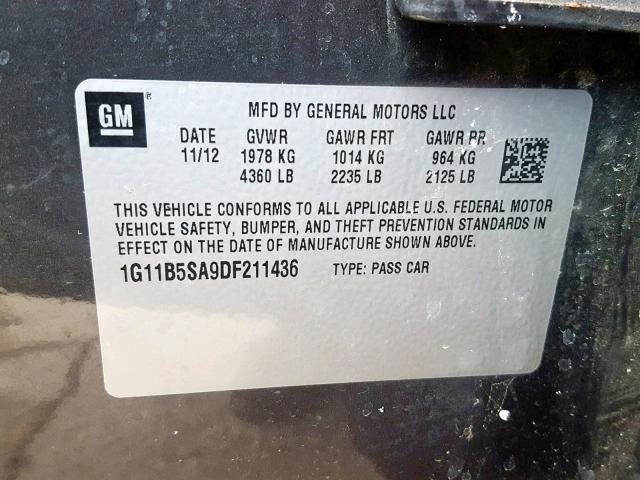 GM ® MFD BY GENERAL MOTORS LLC
DATE GVWR GAWR FRT GAWR RR
11/12 1978 KG 1014 KG 964 KG
4360 LB 2235 LB 2125 LB
THIS VEHICLE CONFORMS TO ALL APPLICABLE U.S. FEDERAL MOTOR
VEHICLE SAFETY, BUMPER, AND THEFT PREVENTION STANDARDS IN
EFFECT ON THE DATE OF MANUFACTURE SHOWN ABOVE.
1G11B5SA9DF211436 TYPE: PASS CAR